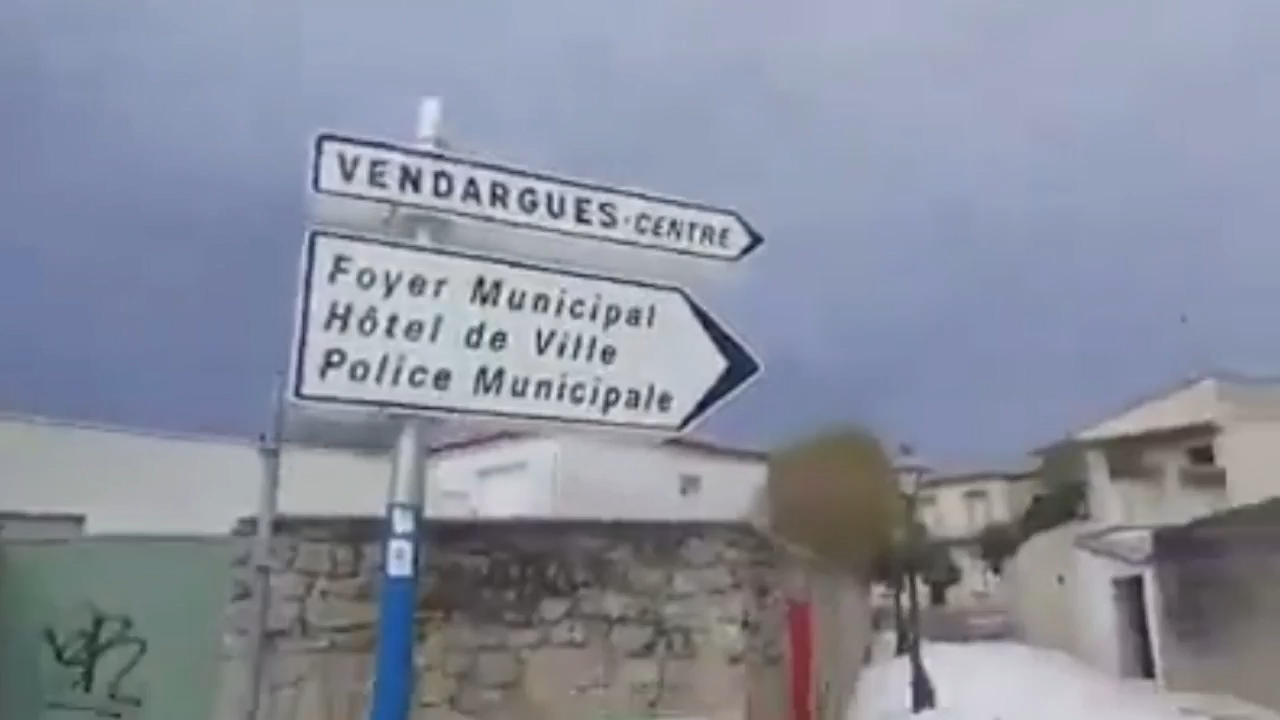 VENDARGUES-CENTRE
Foyer Municipal
Hôtel de Ville
Police Municipale